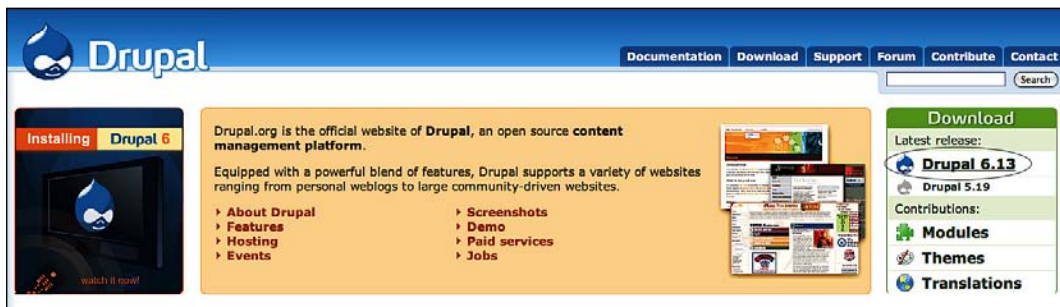 Drupal
Documentation Download Support Forum Contribute Contact
Search
Installing Drupal 6
watch it now!
Drupal.org is the official website of Drupal, an open source content
management platform.
Equipped with a powerful blend of features, Drupal supports a variety of websites
ranging from personal weblogs to large community-driven websites.
About Drupal
Features
Hosting
Events
Screenshots
Demo
Paid services
Jobs
Download
Latest release:
Drupal 6.13
Drupal 5.19
Contributions:
Modules
Themes
Translations